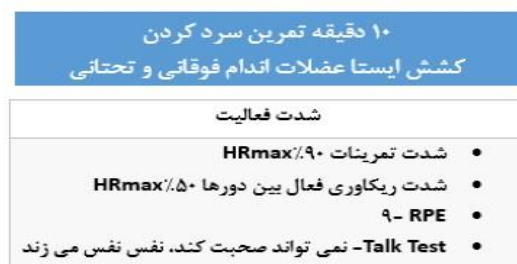 ۱۰ دقیقه تمرین سرد کردن
کشش ایستا عضلات اندام فوقانی و تحتانی
شدت فعالیت
• شدت تمرینات ۹۰٪HRmax
• شدت ریکاوری فعال بین دورها ۵۰٪HRmax
• ۹- RPE
• Talk Test- نمی تواند صحبت کند، نفس نفس می زند